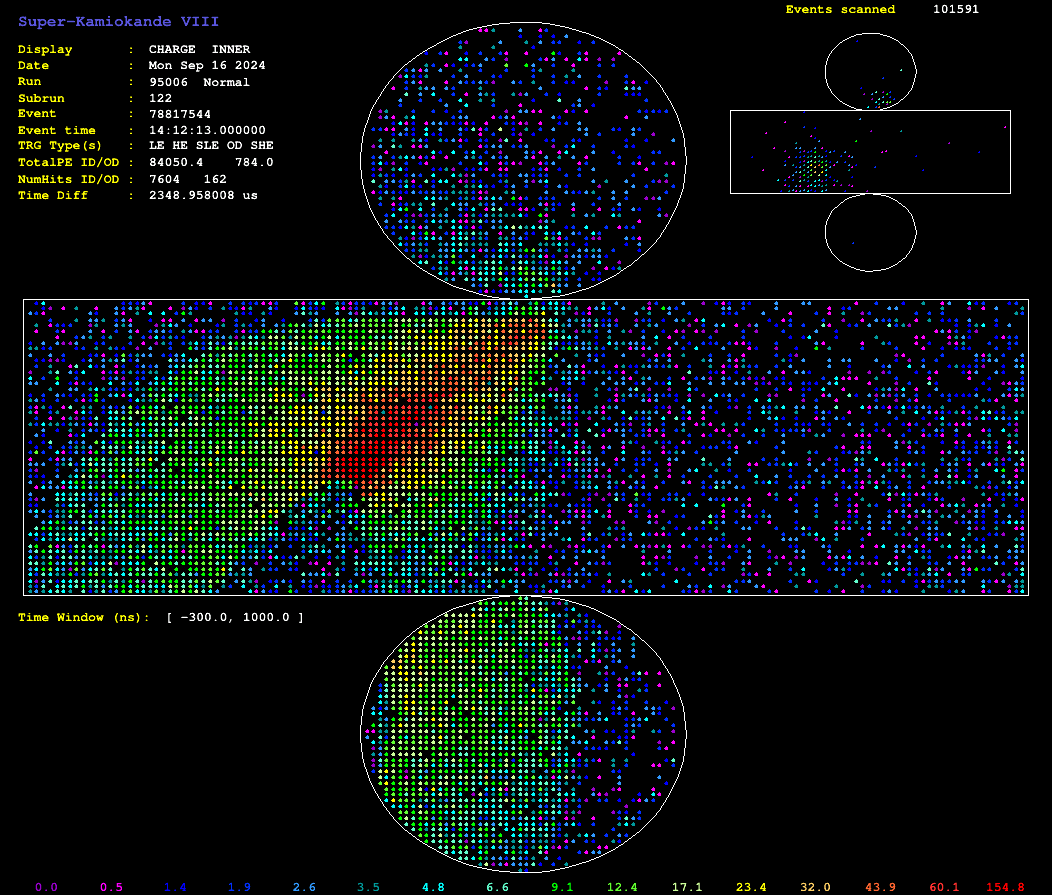 Super-Kamiokande VIII
Events scanned 101591
Display : CHARGE INNER
Date : Mon Sep 16 2024
Run : 95006 Normal
Subrun : 122
Event : 78817544
Event time : 14:12:13.000000
TRG Type(s) : LE HE SLE OD SHE
TotalPE ID/OD : 84050.4 784.0
NumHits ID/OD : 7604 162
Time Diff : 2348.958008 us
Time Window (ns): [ -300.0, 1000.0 ]
0.0 0.5 1.4 1.9 2.6 3.5 4.8 6.6 9.1 12.4 17.1 23.4 32.0 43.9 60.1 154.8